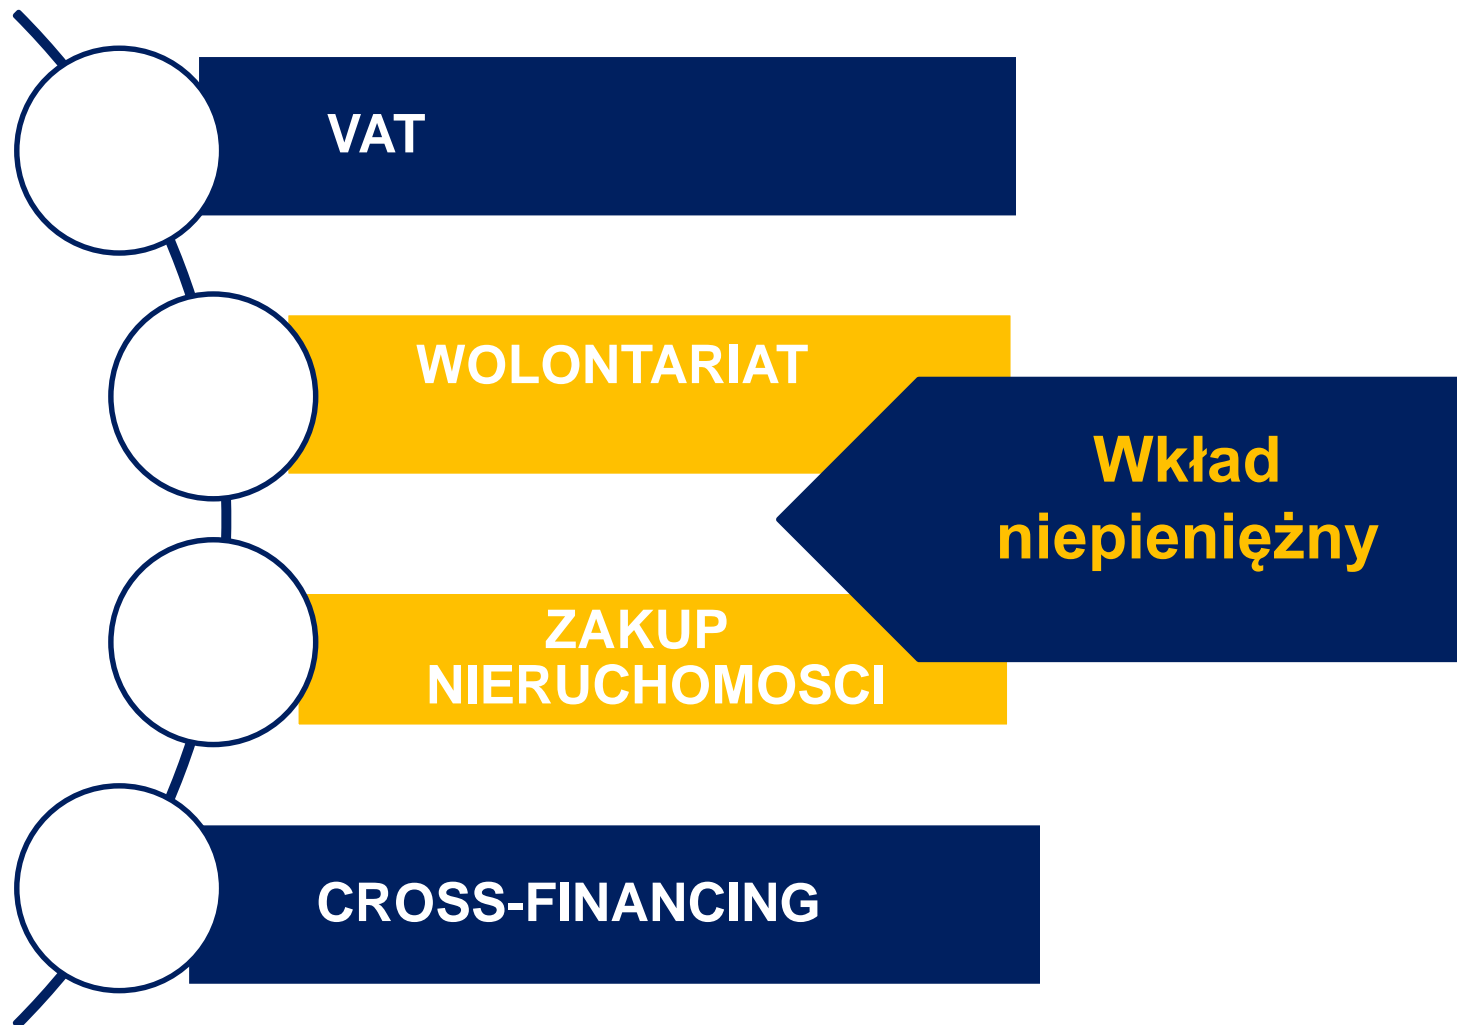 VAT
WOLONTARIAT
Wkład
niepieniężny
ZAKUP
NIERUCHOMOSCI
CROSS-FINANCING